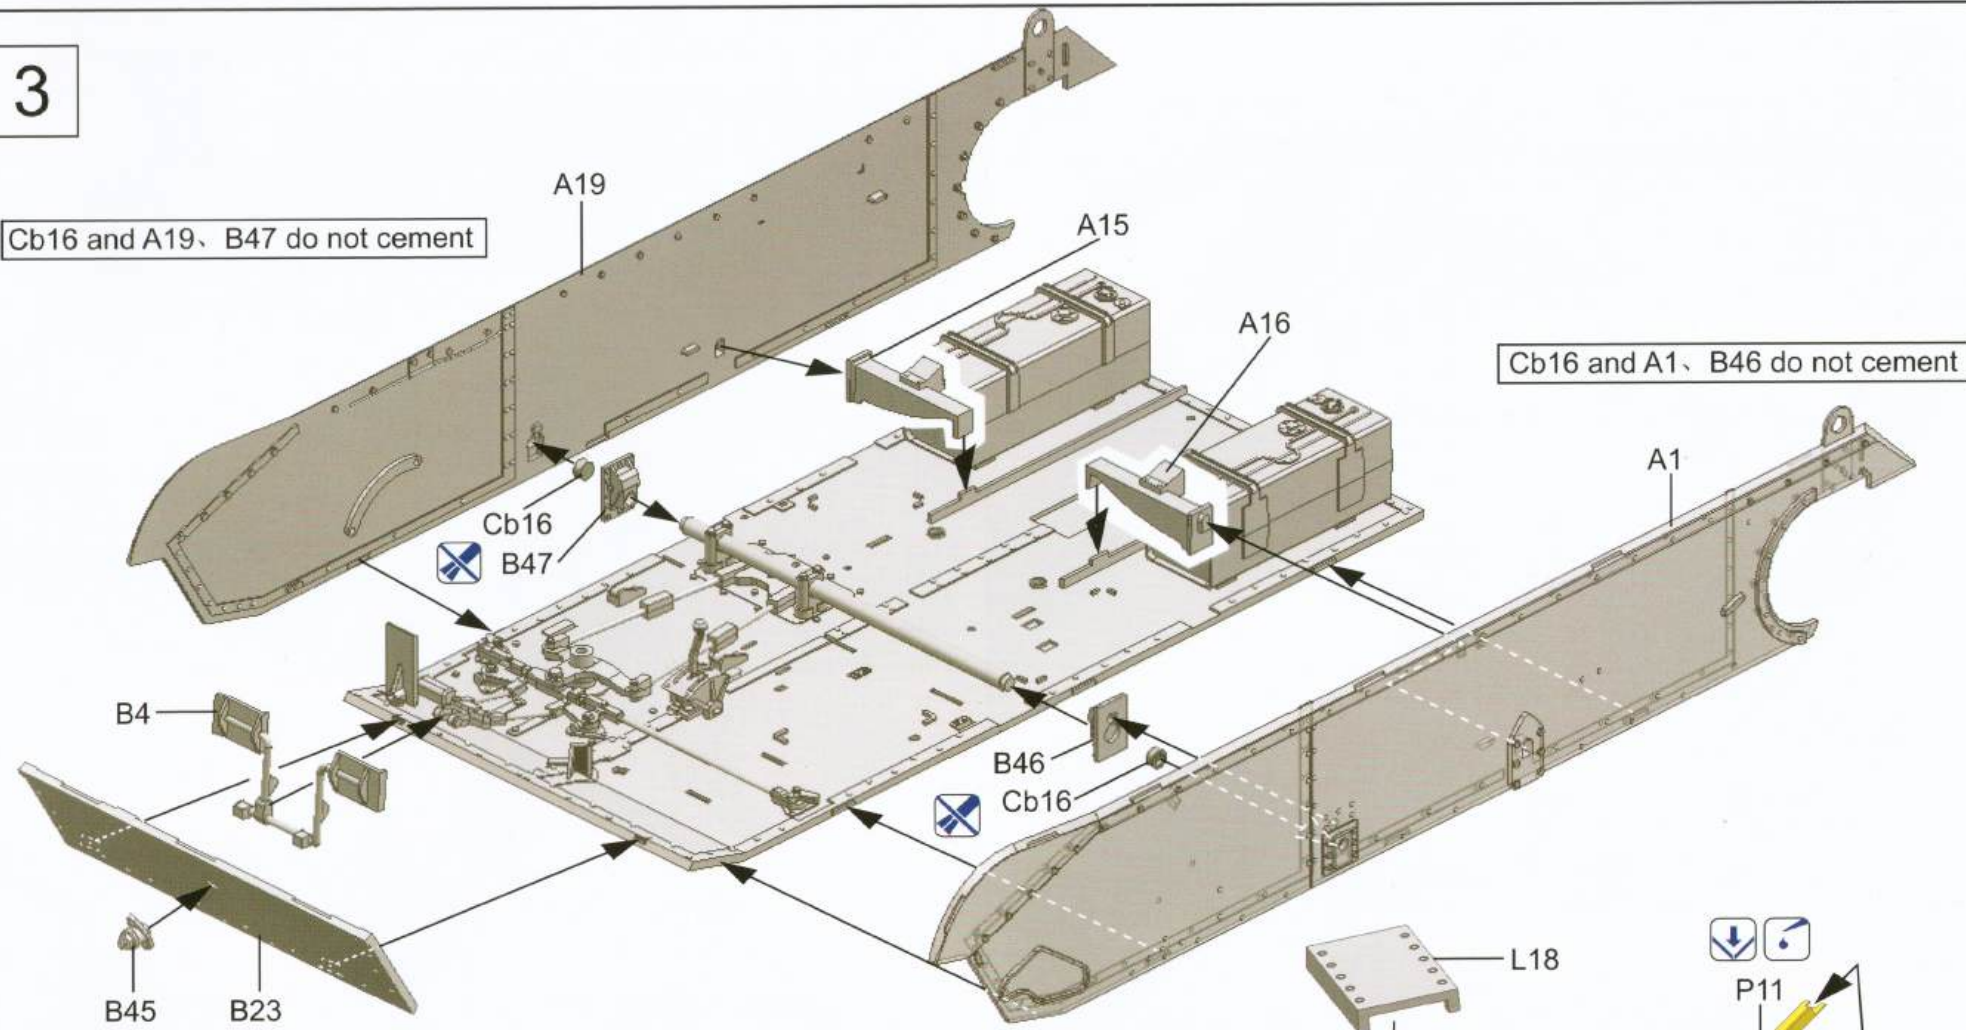 3
Cb16 and A19、B47 do not cement
A19
A15
A16
Cb16 and A1、B46 do not cement
A1
Cb16
B47
B4
B46
Cb16
L18
P11
B45
B23